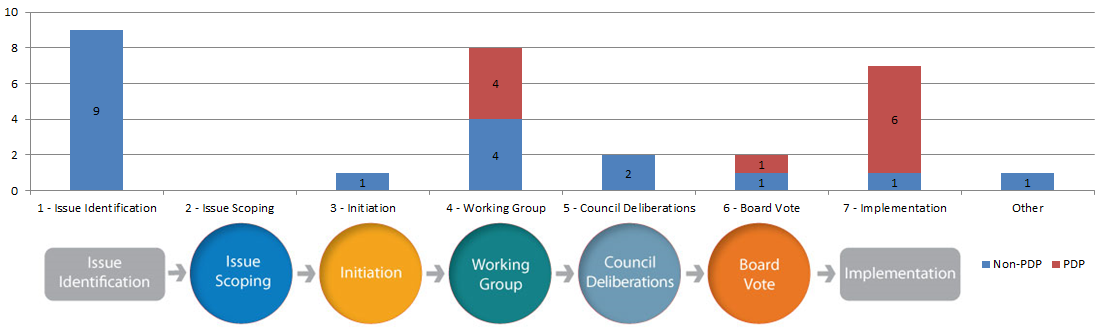 10
8
6
4
2
0
9
1
4
4
2
1
1
6
1
1
1 - Issue Identification
2 - Issue Scoping
3 - Initiation
4 - Working Group
5 - Council Deliberations
6 - Board Vote
7 - Implementation
Other
Issue
Identification
Issue
Scoping
Initiation
Working
Group
Council
Deliberations
Board
Vote
Implementation
Non-PDP
PDP